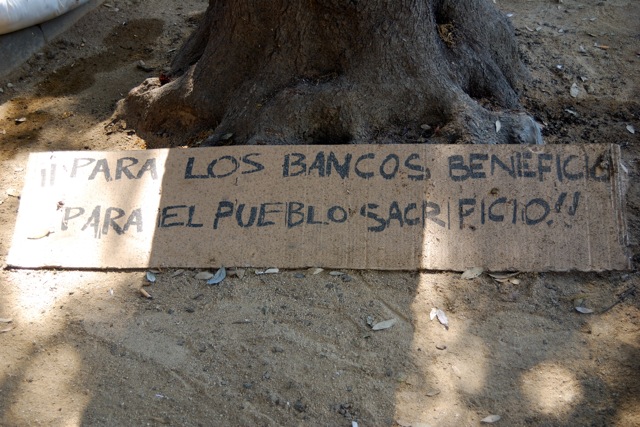 ¡¡PARA LOS BANCOS BENEFICIO
PARA EL PUEBLO SACRIFICIO!!